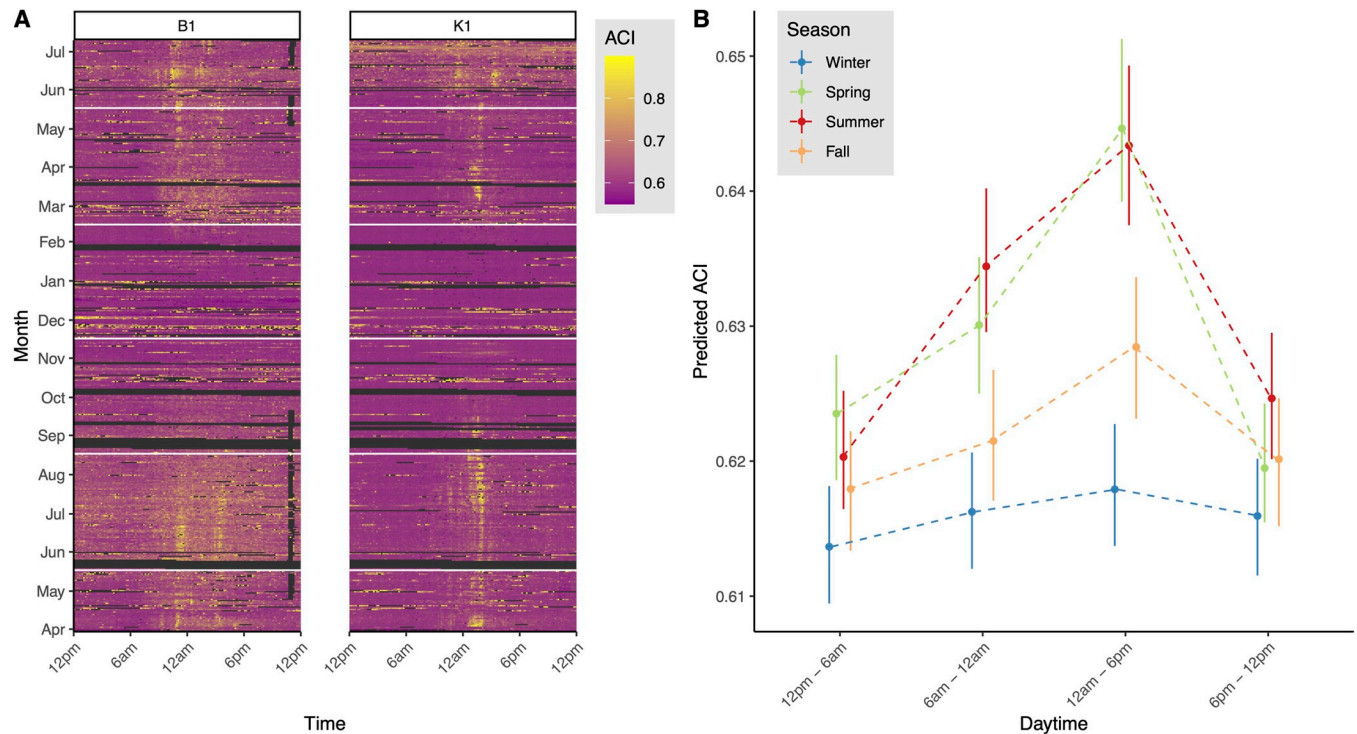 A
B1
K1
Jul
Jun
May
Apr
Mar
Feb
Jan
Dec
Nov
Oct
Sep
Aug
Jul
Jun
May
Apr
Month
12pm
6am
12am
6pm
12pm
12pm
6am
12am
6pm
12pm
Time
ACI
0.8
0.7
0.6
B
Season
Winter
Spring
Summer
Fall
0.65
0.64
0.63
0.62
0.61
Predicted ACI
12pm – 6am
6am – 12am
12am – 6pm
6pm – 12pm
Daytime